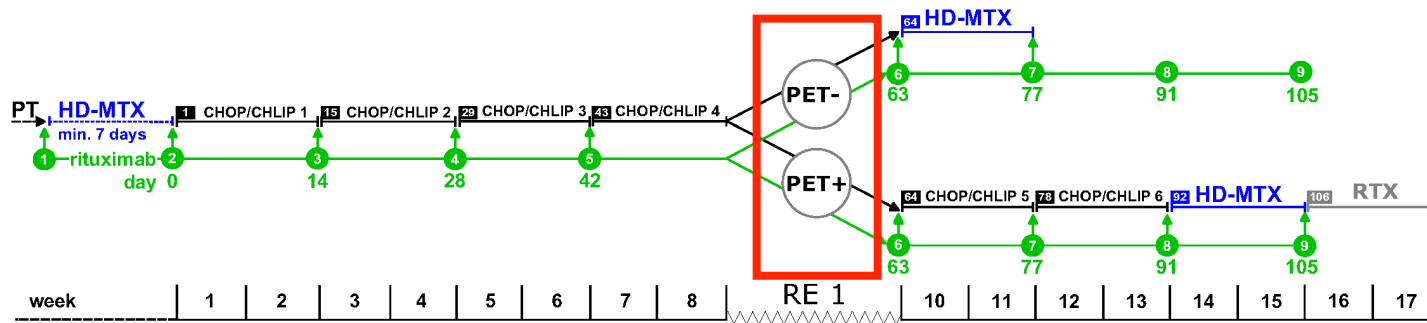 64 HD-MTX
6 7 8 9
63 77 91 105
PET-
PT HD-MTX 1 CHOP/CHLIP 1 15 CHOP/CHLIP 2 29 CHOP/CHLIP 3 43 CHOP/CHLIP 4
min. 7 days
1 rituximab 2 3 4 5
day 0 14 28 42
PET+
64 CHOP/CHLIP 5 78 CHOP/CHLIP 6 92 HD-MTX 106 RTX
6 7 8 9
63 77 91 105
week 1 2 3 4 5 6 7 8 RE 1 10 11 12 13 14 15 16 17